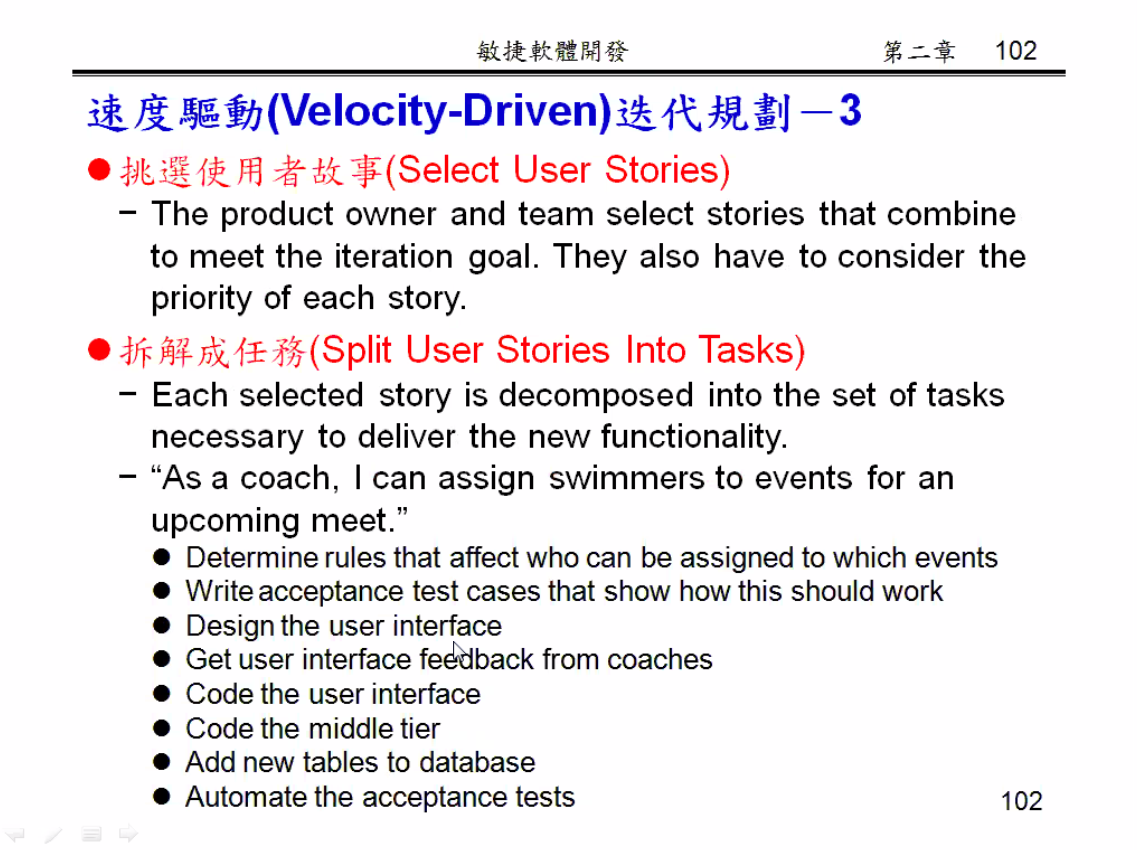 敏捷軟體開發 第二章 102
速度驅動(Velocity-Driven)迭代規劃－3
●挑選使用者故事(Select User Stories)
– The product owner and team select stories that combine
to meet the iteration goal. They also have to consider the
priority of each story.
●拆解成任務(Split User Stories Into Tasks)
– Each selected story is decomposed into the set of tasks
necessary to deliver the new functionality.
– “As a coach, I can assign swimmers to events for an
upcoming meet.”
● Determine rules that affect who can be assigned to which events
● Write acceptance test cases that show how this should work
● Design the user interface
● Get user interface feedback from coaches
● Code the user interface
● Code the middle tier
● Add new tables to database
● Automate the acceptance tests
102